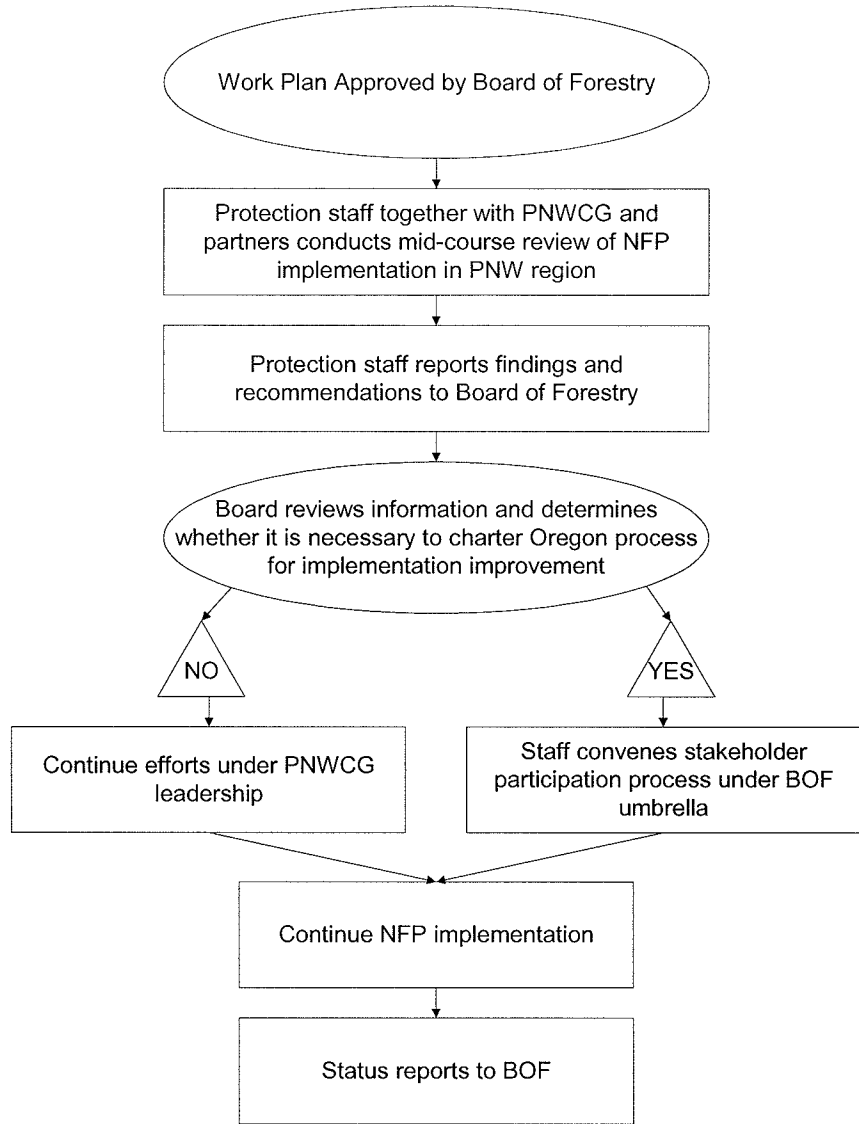 Work Plan Approved by Board of Forestry
Protection staff together with PNWCG and
partners conducts mid-course review of NFP
implementation in PNW region
Protection staff reports findings and
recommendations to Board of Forestry
Board reviews information and determines
whether it is necessary to charter Oregon process
for implementation improvement
NO
YES
Continue efforts under PNWCG
leadership
Staff convenes stakeholder
participation process under BOF
umbrella
Continue NFP implementation
Status reports to BOF